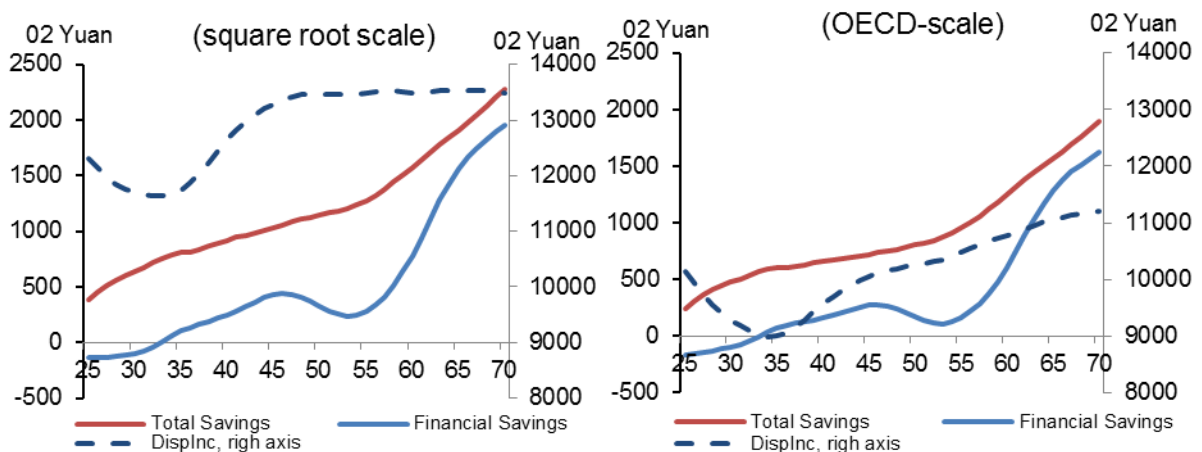 02 Yuan (square root scale) 02 Yuan
2500 14000
2000 13000
1500 12000
1000 11000
500 10000
0 9000
25 30 35 40 45 50 55 60 65 70
-500 8000
Total Savings Financial Savings
DispInc, righ axis
02 Yuan (OECD-scale) 02 Yuan
2500 14000
2000 13000
1500 12000
1000 11000
500 10000
0 9000
25 30 35 40 45 50 55 60 65 70
-500 8000
Total Savings Financial Savings
DispInc, righ axis